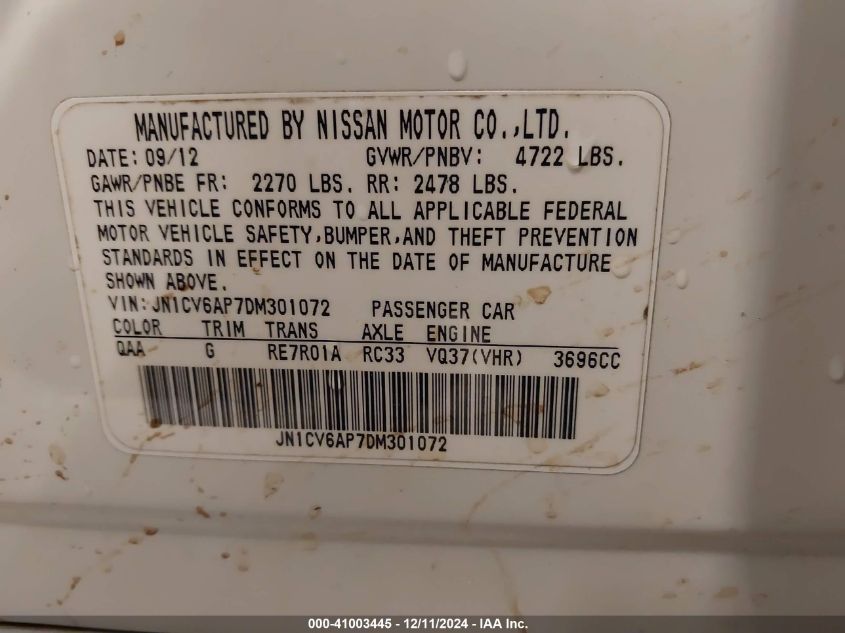 MANUFACTURED BY NISSAN MOTOR CO.,LTD.
DATE: 09/12 GVWR/PNBV: 4722 LBS.
GAWR/PNBE FR: 2270 LBS. RR: 2478 LBS.
THIS VEHICLE CONFORMS TO ALL APPLICABLE FEDERAL
MOTOR VEHICLE SAFETY,BUMPER,AND THEFT PREVENTION
STANDARDS IN EFFECT ON THE DATE OF MANUFACTURE
SHOWN ABOVE.
VIN: JN1CV6AP7DM301072 PASSENGER CAR
COLOR TRIM TRANS AXLE ENGINE
QAA G RE7R01A RC33 VQ37(VHR) 3696CC
JN1CV6AP7DM301072
000-41003445 - 12/11/2024 - IAA Inc.